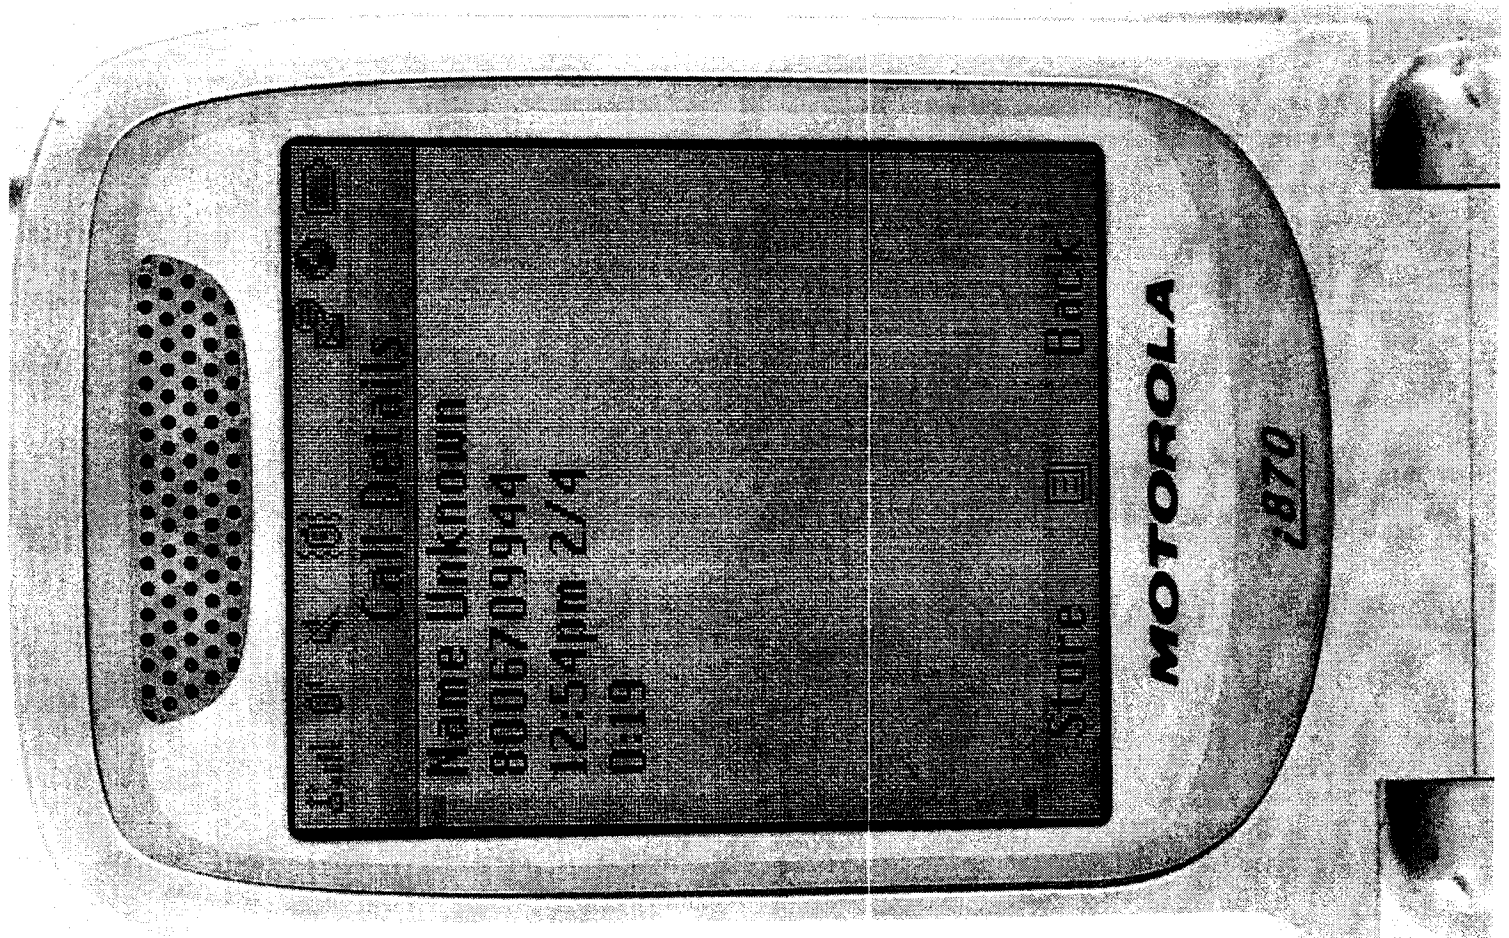 Call Details
Name Unknown
8006709944
12:54pm 2/4
0:19
Store Back
MOTOROLA
i870